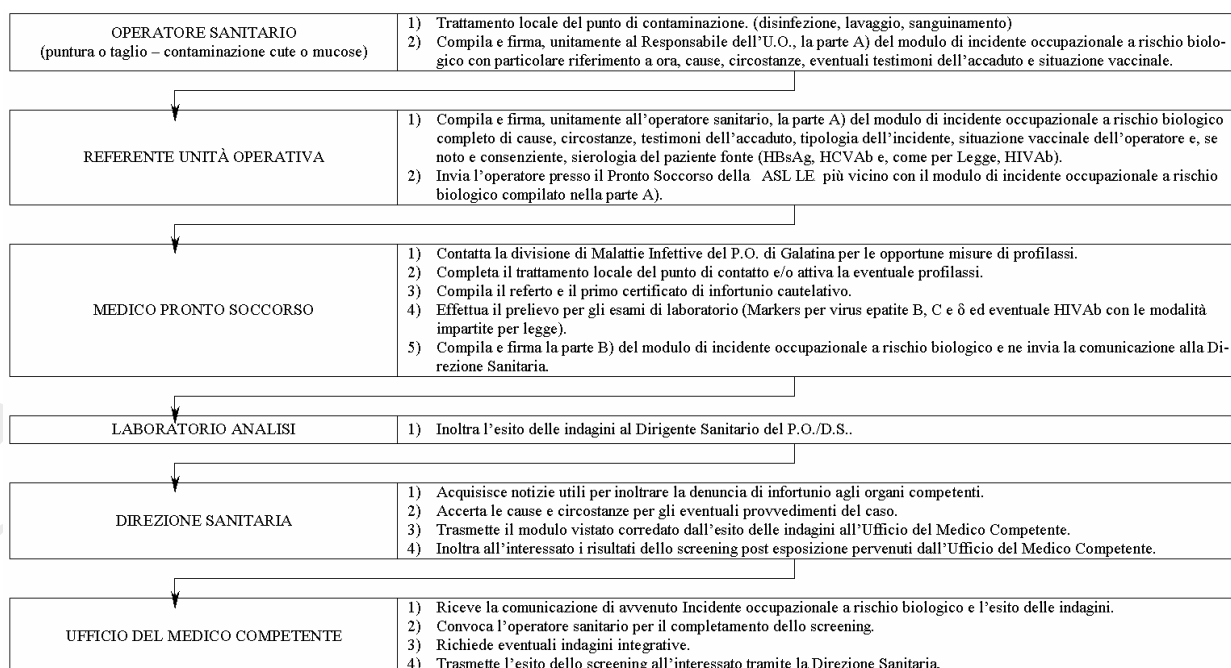 OPERATORE SANITARIO
(puntura o taglio – contaminazione cute o mucose)
1) Trattamento locale del punto di contaminazione. (disinfezione, lavaggio, sanguinamento)
2) Compila e firma, unitamente al Responsabile dell'U.O., la parte A) del modulo di incidente occupazionale a rischio biolo-
gico con particolare riferimento a ora, cause, circostanze, eventuali testimoni dell'accaduto e situazione vaccinale.
REFERENTE UNITÀ OPERATIVA
1) Compila e firma, unitamente all'operatore sanitario, la parte A) del modulo di incidente occupazionale a rischio biologico
completo di cause, circostanze, testimoni dell'accaduto, tipologia dell'incidente, situazione vaccinale dell'operatore e, se
noto e consenziente, sierologia del paziente fonte (HBsAg, HCVAb e, come per Legge, HIVAb).
2) Invia l'operatore presso il Pronto Soccorso della ASL LE più vicino con il modulo di incidente occupazionale a rischio
biologico compilato nella parte A).
MEDICO PRONTO SOCCORSO
1) Contatta la divisione di Malattie Infettive del P.O. di Galatina per le opportune misure di profilassi.
2) Completa il trattamento locale del punto di contatto e/o attiva la eventuale profilassi.
3) Compila il referto e il primo certificato di infortunio cautelativo.
4) Effettua il prelievo per gli esami di laboratorio (Markers per virus epatite B, C e δ ed eventuale HIVAb con le modalità
impartite per legge).
5) Compila e firma la parte B) del modulo di incidente occupazionale a rischio biologico e ne invia la comunicazione alla Di-
rezione Sanitaria.
LABORATORIO ANALISI
1) Inoltra l'esito delle indagini al Dirigente Sanitario del P.O./D.S..
DIREZIONE SANITARIA
1) Acquisisce notizie utili per inoltrare la denuncia di infortunio agli organi competenti.
2) Accerta le cause e circostanze per gli eventuali provvedimenti del caso.
3) Trasmette il modulo vistato corredato dall'esito delle indagini all'Ufficio del Medico Competente.
4) Inoltra all'interessato i risultati dello screening post esposizione pervenuti dall'Ufficio del Medico Competente.
UFFICIO DEL MEDICO COMPETENTE
1) Riceve la comunicazione di avvenuto Incidente occupazionale a rischio biologico e l'esito delle indagini.
2) Convoca l'operatore sanitario per il completamento dello screening.
3) Richiede eventuali indagini integrative.
4) Trasmette l'esito dello screening all'interessato tramite la Direzione Sanitaria.